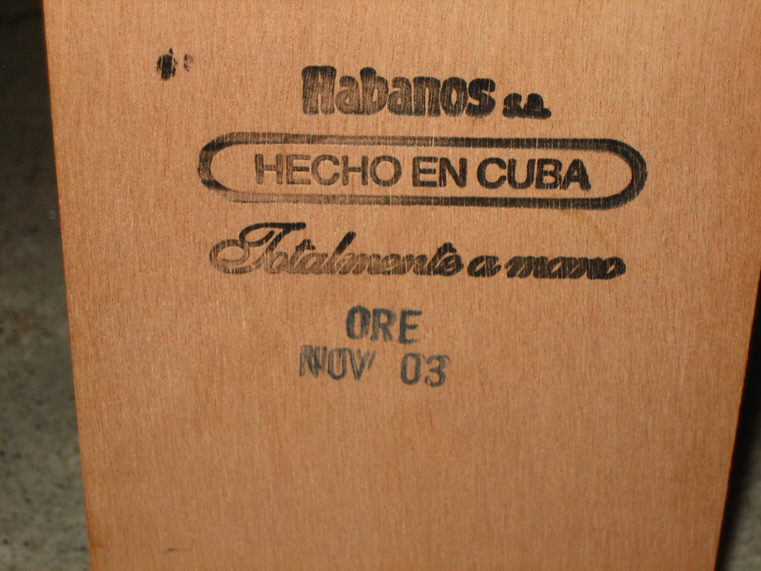 Habanos s.a.
HECHO EN CUBA
Totalmente a mano
ORE
NOV 03